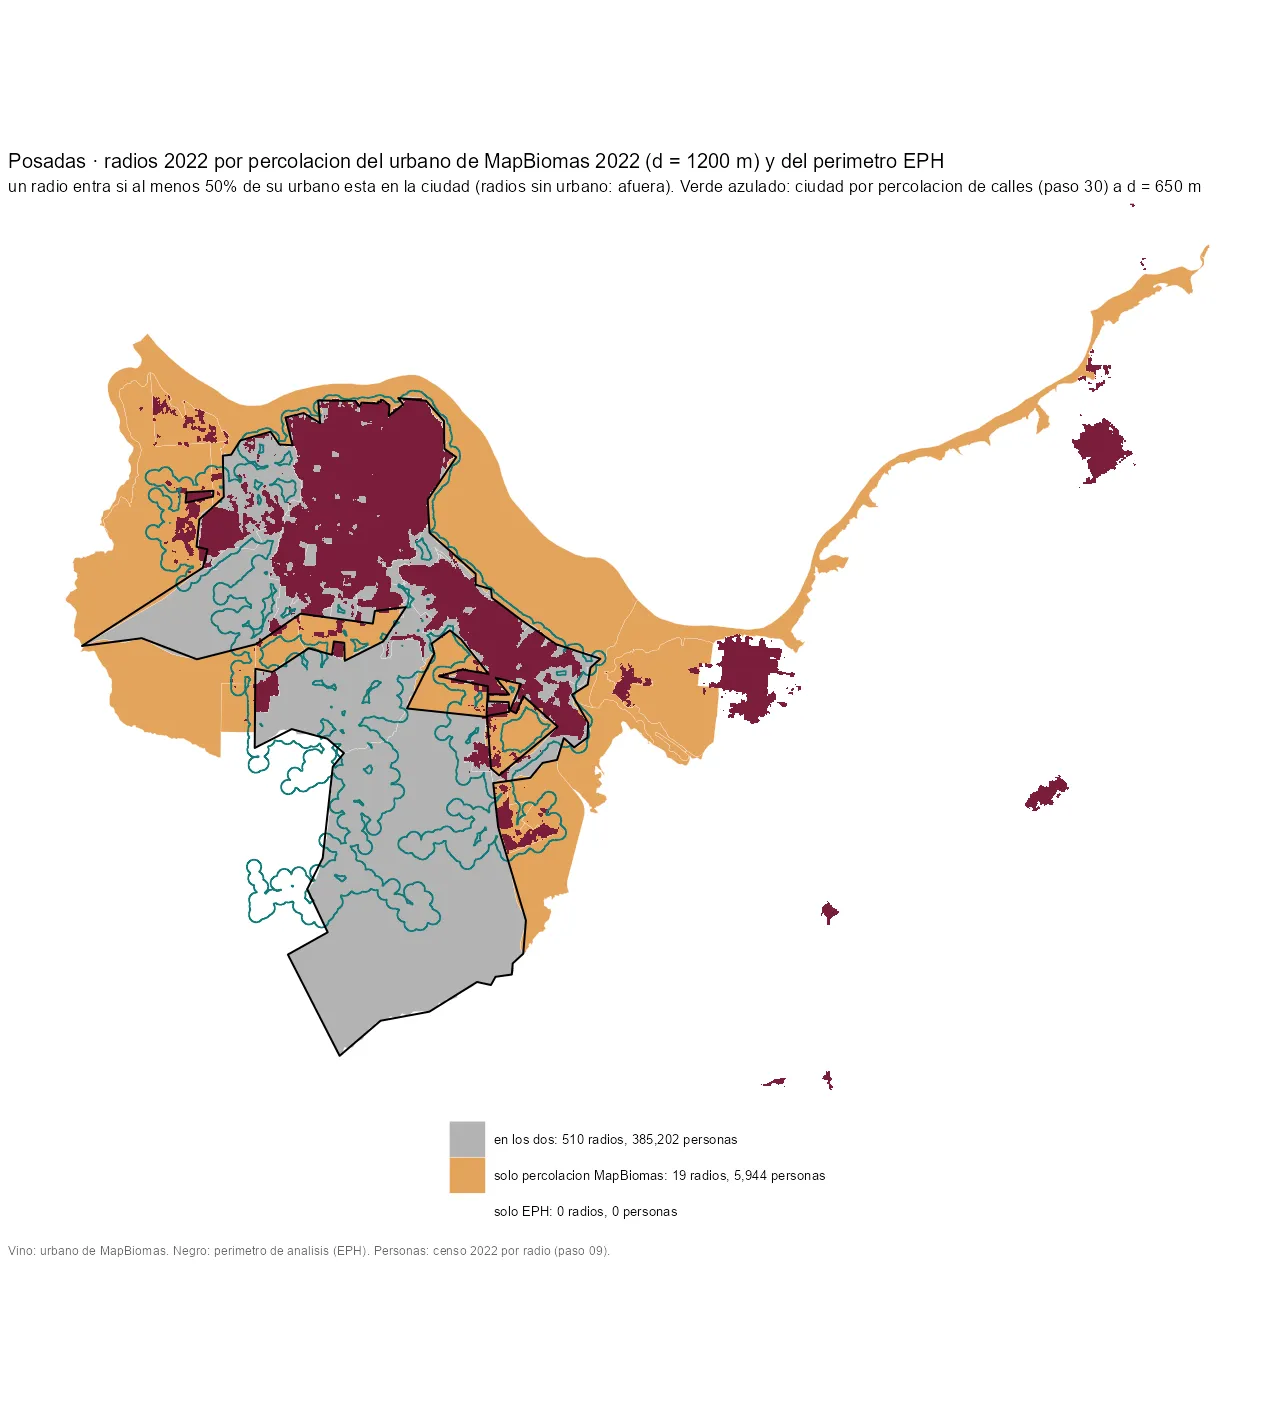 Posadas · radios 2022 por percolacion del urbano de MapBiomas 2022 (d = 1200 m) y del perimetro EPH
un radio entra si al menos 50% de su urbano esta en la ciudad (radios sin urbano: afuera). Verde azulado: ciudad por percolacion de calles (paso 30) a d = 650 m
en los dos: 510 radios, 385,202 personas
solo percolacion MapBiomas: 19 radios, 5,944 personas
solo EPH: 0 radios, 0 personas
Vino: urbano de MapBiomas. Negro: perimetro de analisis (EPH). Personas: censo 2022 por radio (paso 09).